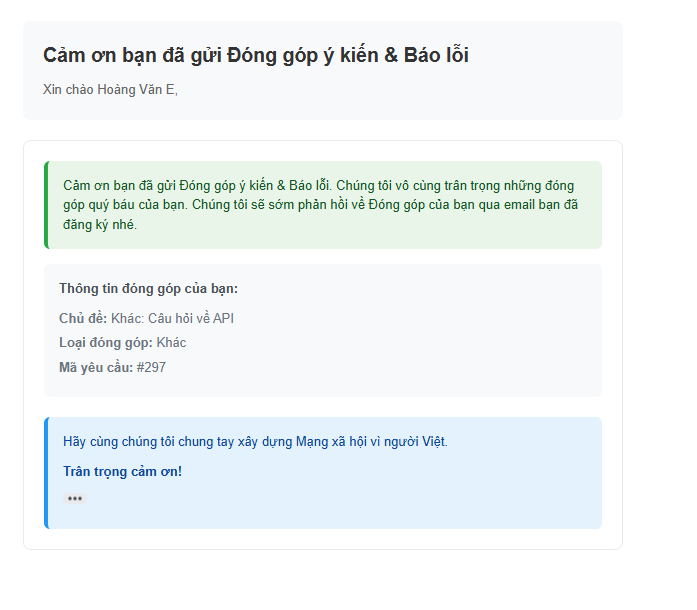 Cảm ơn bạn đã gửi Đóng góp ý kiến & Báo lỗi
Xin chào Hoàng Văn E,
Cảm ơn bạn đã gửi Đóng góp ý kiến & Báo lỗi. Chúng tôi vô cùng trân trọng những đóng
góp quý báu của bạn. Chúng tôi sẽ sớm phản hồi về Đóng góp của bạn qua email bạn đã
đăng ký nhé.
Thông tin đóng góp của bạn:
Chủ đề: Khác: Câu hỏi về API
Loại đóng góp: Khác
Mã yêu cầu: #297
Hãy cùng chúng tôi chung tay xây dựng Mạng xã hội vì người Việt.
Trân trọng cảm ơn!